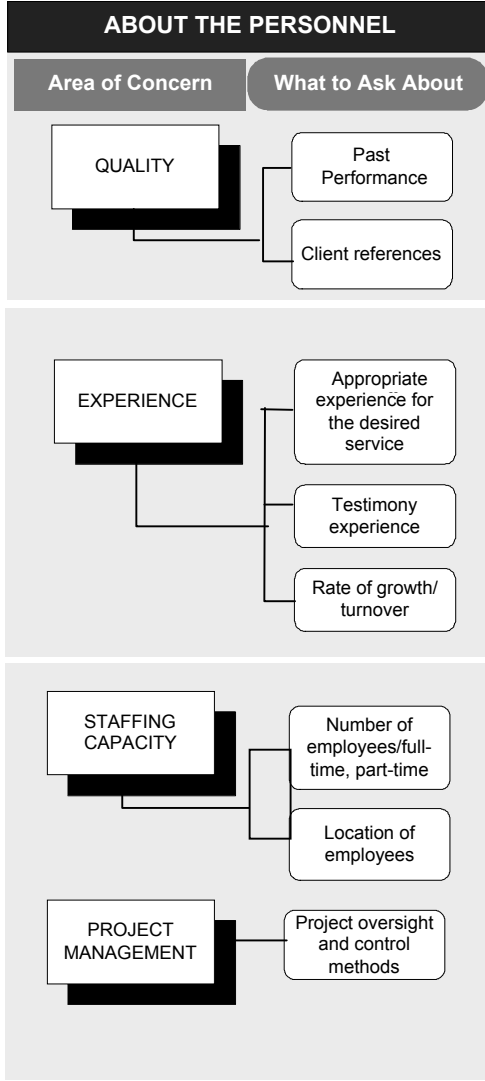 ABOUT THE PERSONNEL
Area of Concern
What to Ask About
QUALITY
Past
Performance
Client references
EXPERIENCE
Appropriate
experience for
the desired
service
Testimony
experience
Rate of growth/
turnover
STAFFING
CAPACITY
Number of
employees/full-
time, part-time
Location of
employees
PROJECT
MANAGEMENT
Project oversight
and control
methods